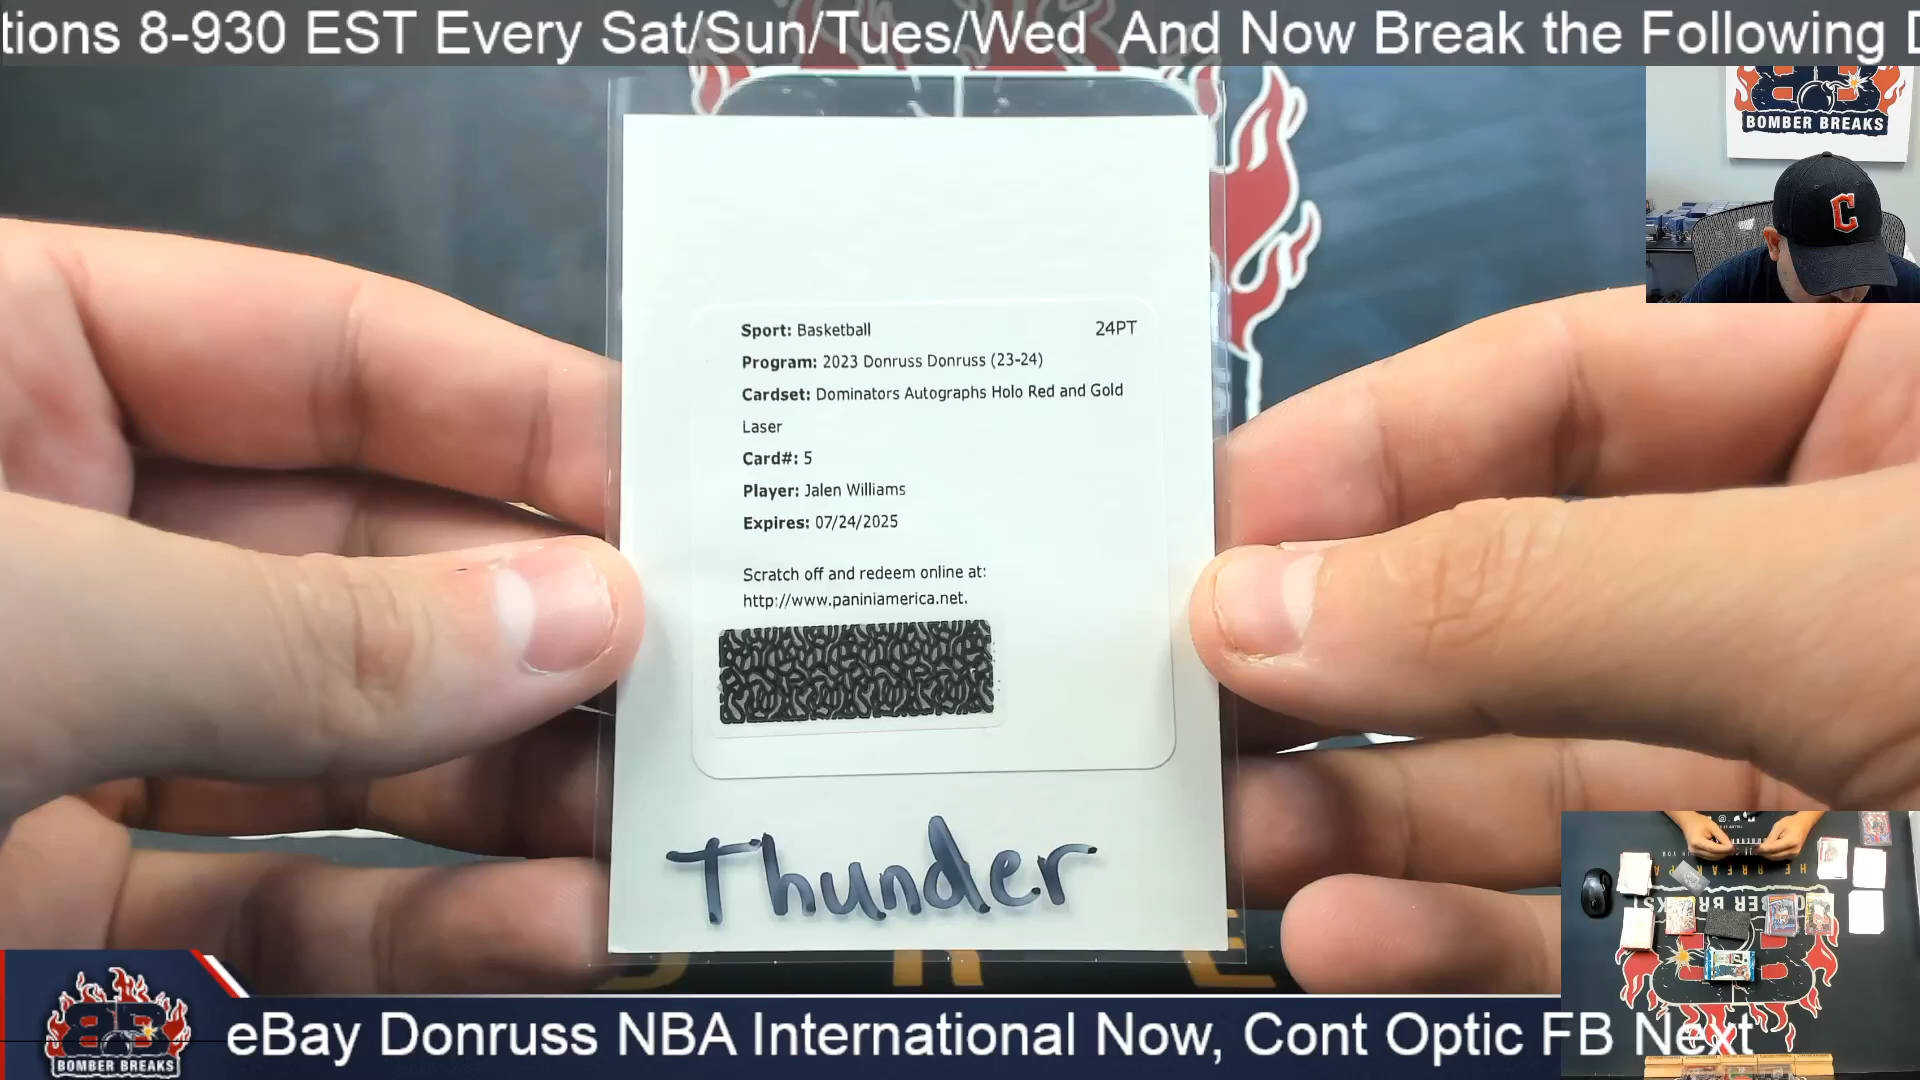 tions 8-930 EST Every Sat/Sun/Tues/Wed And Now Break the Following D
BOMBER BREAKS
C
Sport: Basketball 24PT
Program: 2023 Donruss Donruss (23-24)
Cardset: Dominators Autographs Holo Red and Gold
Laser
Card#: 5
Player: Jalen Williams
Expires: 07/24/2025
Scratch off and redeem online at:
http://www.paniniamerica.net.
Thunder
BOMBER BREAKS
eBay Donruss NBA International Now, Cont Optic FB Next